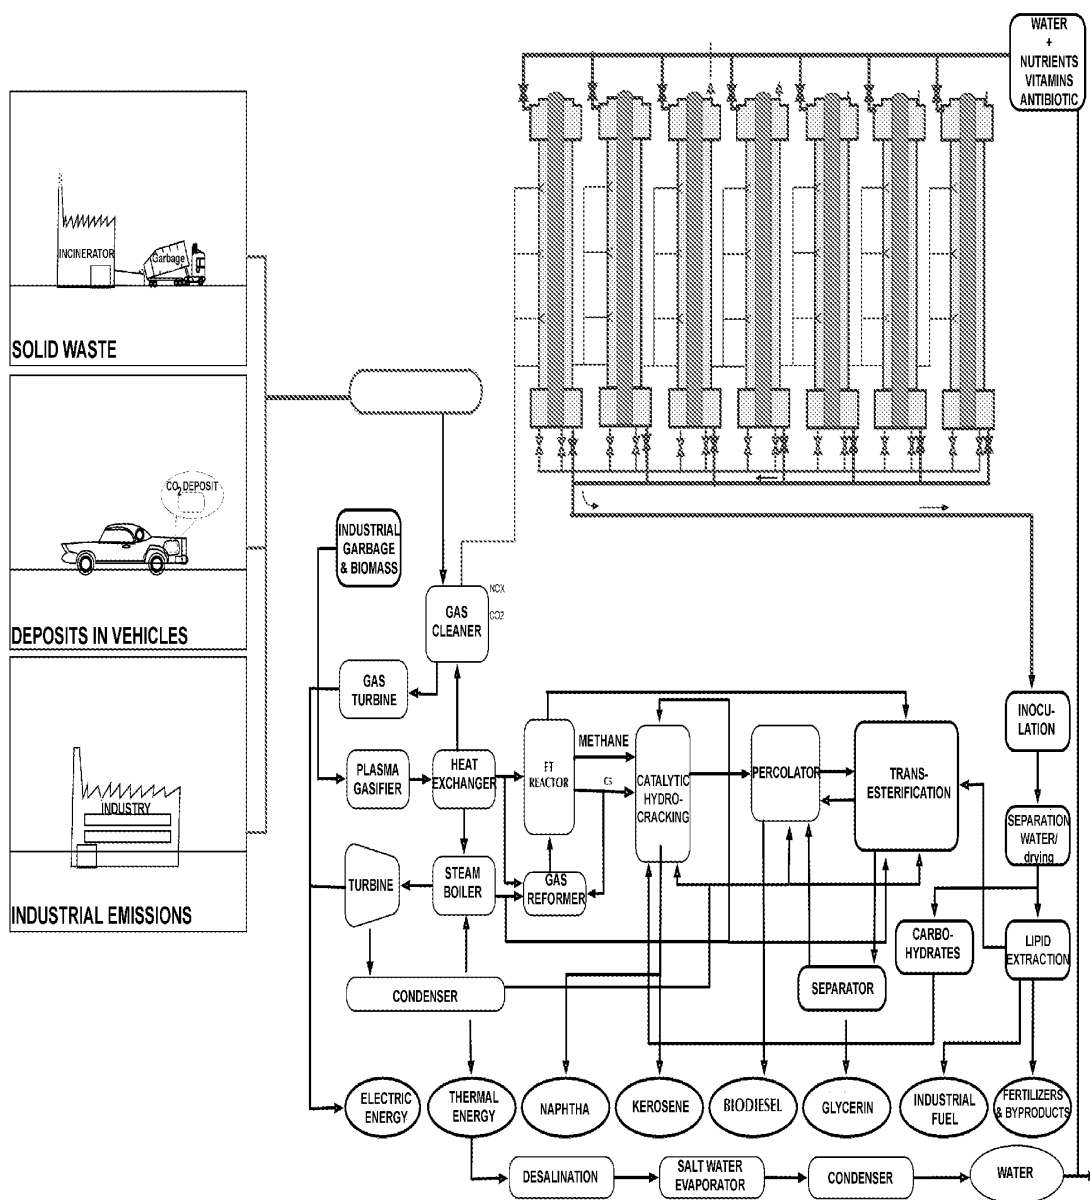 WATER
+
NUTRIENTS
VITAMINS
ANTIBIOTIC
INCINERATOR
Garbage
SOLID WASTE
CO2 DEPOSIT
DEPOSITS IN VEHICLES
INDUSTRY
INDUSTRIAL EMISSIONS
INDUSTRIAL
GARBAGE
& BIOMASS
GAS
CLEANER
NOX
CO2
GAS
TURBINE
PLASMA
GASIFIER
HEAT
EXCHANGER
FT
REACTOR
METHANE
CATALYTIC
HYDRO-
CRACKING
PERCOLATOR
TRANS-
ESTERIFICATION
INOCU-
LATION
SEPARATION
WATER/
drying
TURBINE
STEAM
BOILER
GAS
REFORMER
CARBO-
HYDRATES
LIPID
EXTRACTION
CONDENSER
SEPARATOR
ELECTRIC
ENERGY
THERMAL
ENERGY
NAPHTHA
KEROSENE
BIODIESEL
GLYCERIN
INDUSTRIAL
FUEL
FERTILIZERS
& BYPRODUCTS
DESALINATION
SALT WATER
EVAPORATOR
CONDENSER
WATER